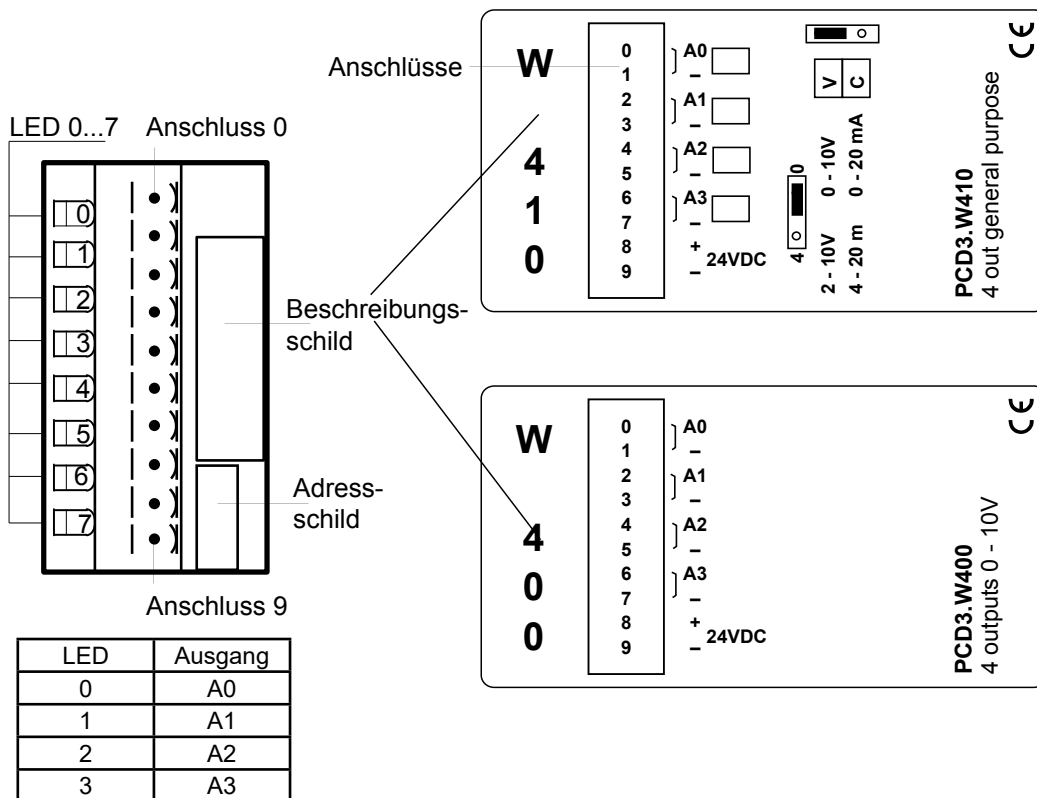 LED 0...7
Anschluss 0
0
1
2
3
4
5
6
7
Anschluss 9
Anschlüsse
Beschreibungs-
schild
Adress-
schild
LED Ausgang
0 A0
1 A1
2 A2
3 A3
W
4
1
0
0 A0
1 –
2 A1
3 –
4 A2
5 –
6 A3
7 –
8 +
9 –
24VDC
V
C
4
0
2 - 10V 0 - 10V
4 - 20 m 0 - 20 mA
PCD3.W410
4 out general purpose
CE
W
4
0
0
0 A0
1 –
2 A1
3 –
4 A2
5 –
6 A3
7 –
8 +
9 –
24VDC
PCD3.W400
4 outputs 0 - 10V
CE